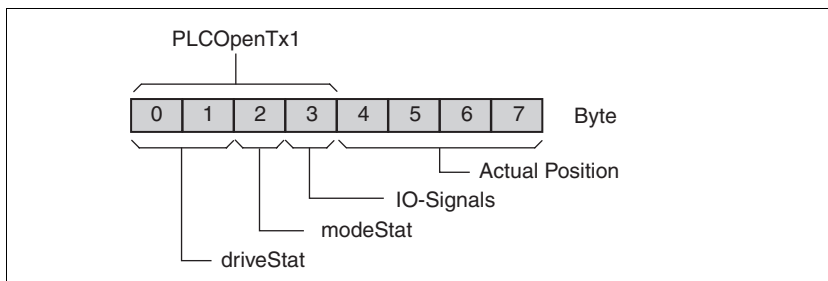 PLCOpenTx1
0 1 2 3 4 5 6 7 Byte
Actual Position
IO-Signals
modeStat
driveStat